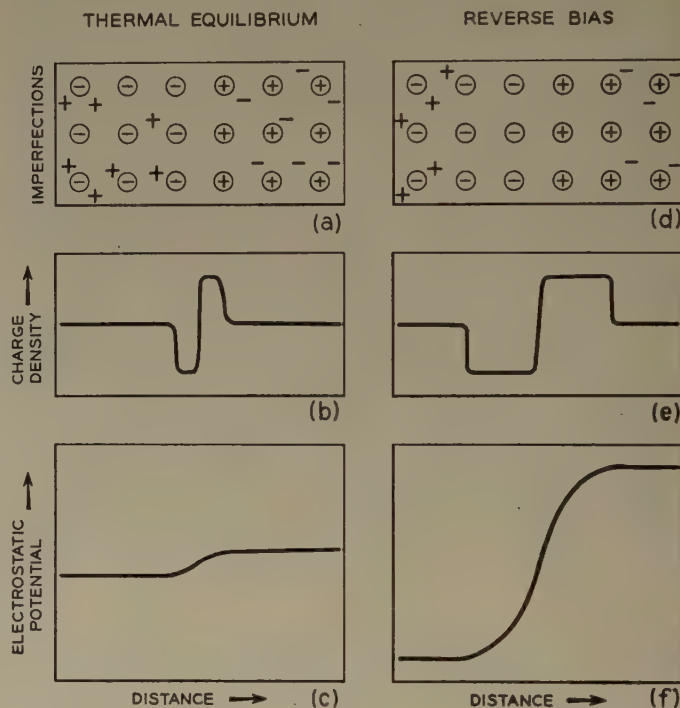 THERMAL EQUILIBRIUM
REVERSE BIAS
IMPERFECTIONS
(a)
(d)
CHARGE
DENSITY
(b)
(e)
ELECTROSTATIC
POTENTIAL
DISTANCE
(c)
DISTANCE
(f)